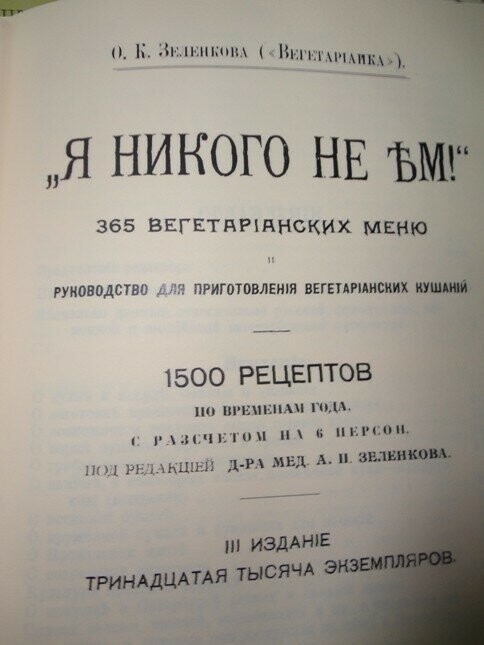 О. К. Зеленкова («Вегетаріанка»).
„Я НИКОГО НЕ ѢМ!“
365 ВЕГЕТАРІАНСКИХ МЕНЮ
и
РУКОВОДСТВО ДЛЯ ПРИГОТОВЛЕНІЯ ВЕГЕТАРІАНСКИХ КУШАНІЙ
1500 РЕЦЕПТОВ
ПО ВРЕМЕНАМ ГОДА.
С РАЗСЧЕТОМ НА 6 ПЕРСОН.
ПОД РЕДАКЦІЕЙ Д-РА МЕД. А. П. ЗЕЛЕНКОВА.
III ИЗДАНІЕ
ТРИНАДЦАТАЯ ТЫСЯЧА ЭКЗЕМПЛЯРОВ.